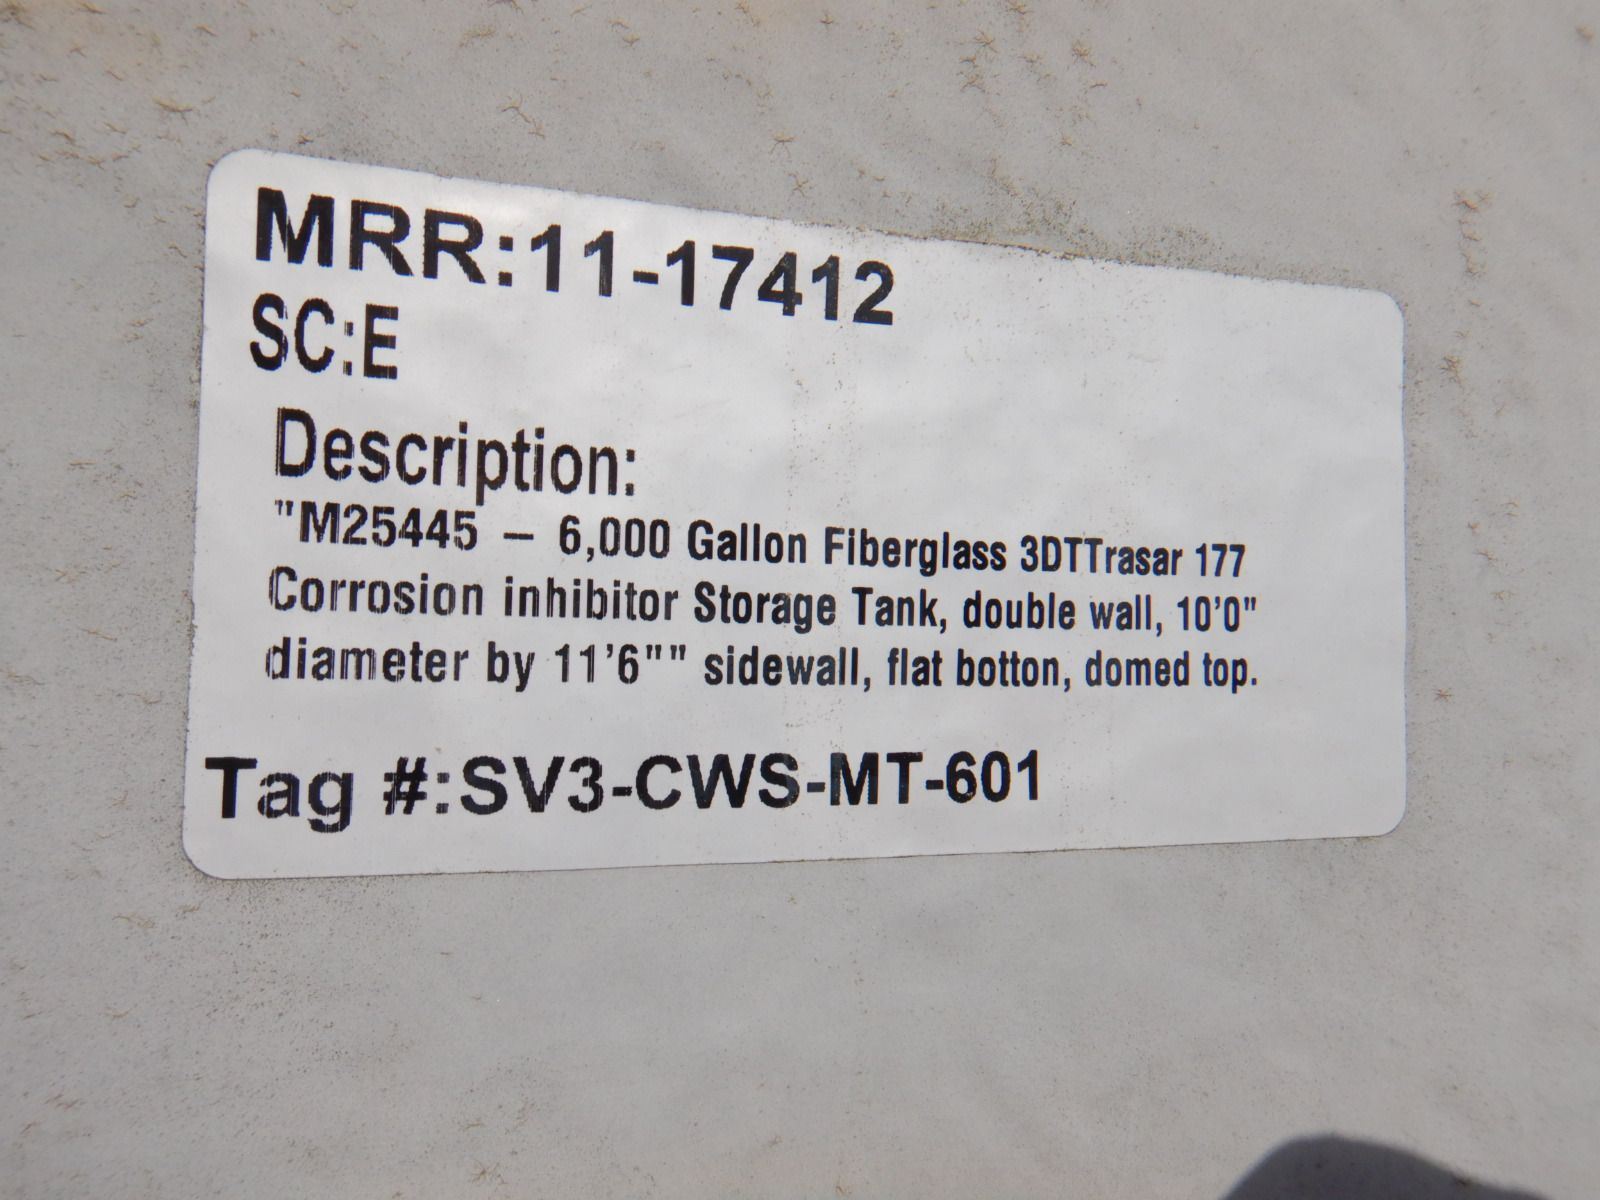 MRR:11-17412
SC:E
Description:
"M25445 – 6,000 Gallon Fiberglass 3DTTrasar 177
Corrosion inhibitor Storage Tank, double wall, 10'0"
diameter by 11'6"" sidewall, flat botton, domed top.
Tag #:SV3-CWS-MT-601